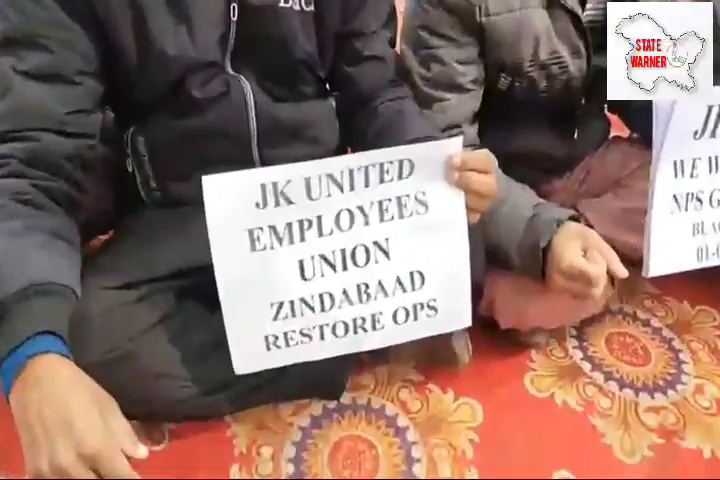 STATE
WARNER
JK UNITED
EMPLOYEES
UNION
ZINDABAAD
RESTORE OPS
WE W
NPS G